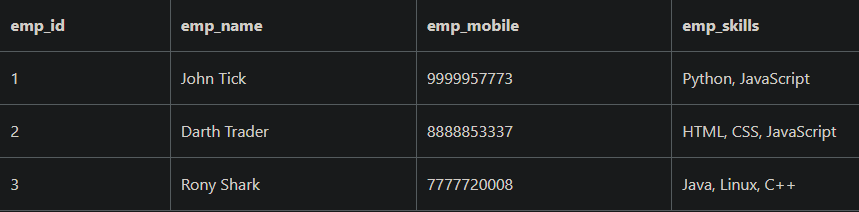 emp_id emp_name emp_mobile emp_skills
1 John Tick 9999957773 Python, JavaScript
2 Darth Trader 8888853337 HTML, CSS, JavaScript
3 Rony Shark 7777720008 Java, Linux, C++